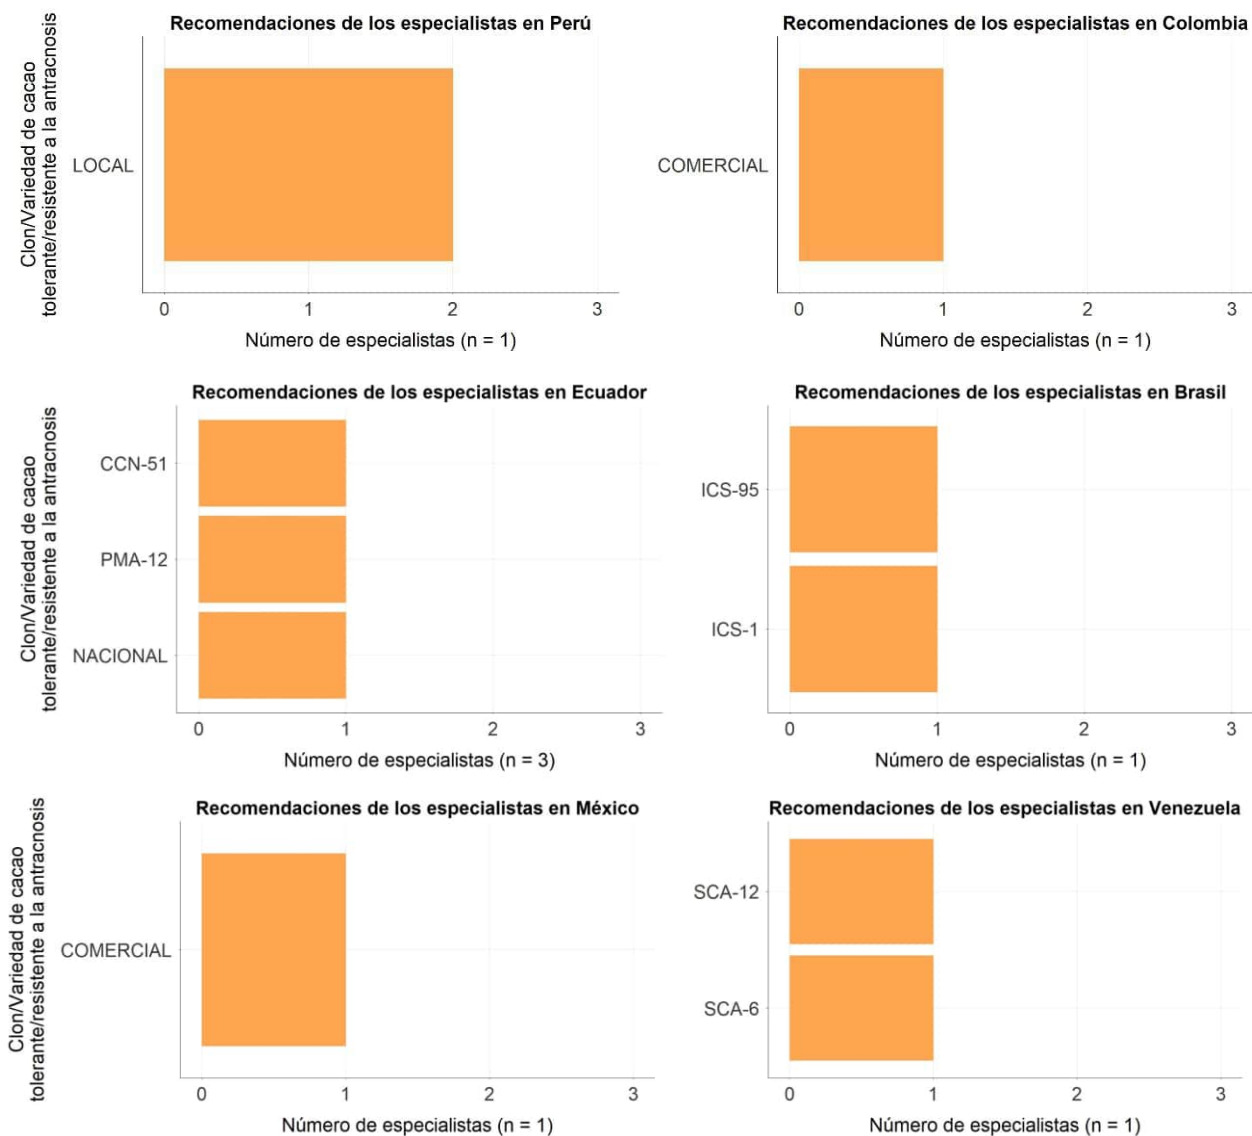 Recomendaciones de los especialistas en Perú
Clon/Variedad de cacao
tolerante/resistente a la antracnosis
LOCAL
0 1 2 3
Número de especialistas (n = 1)
Recomendaciones de los especialistas en Colombia
COMERCIAL
0 1 2 3
Número de especialistas (n = 1)
Recomendaciones de los especialistas en Ecuador
Clon/Variedad de cacao
tolerante/resistente a la antracnosis
CCN-51
PMA-12
NACIONAL
0 1 2 3
Número de especialistas (n = 3)
Recomendaciones de los especialistas en Brasil
ICS-95
ICS-1
0 1 2 3
Número de especialistas (n = 1)
Recomendaciones de los especialistas en México
Clon/Variedad de cacao
tolerante/resistente a la antracnosis
COMERCIAL
0 1 2 3
Número de especialistas (n = 1)
Recomendaciones de los especialistas en Venezuela
SCA-12
SCA-6
0 1 2 3
Número de especialistas (n = 1)